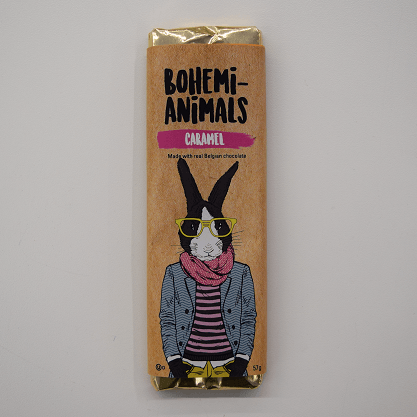 BOHEMI-
ANIMALS
CARAMEL
Made with real Belgian chocolate
57g